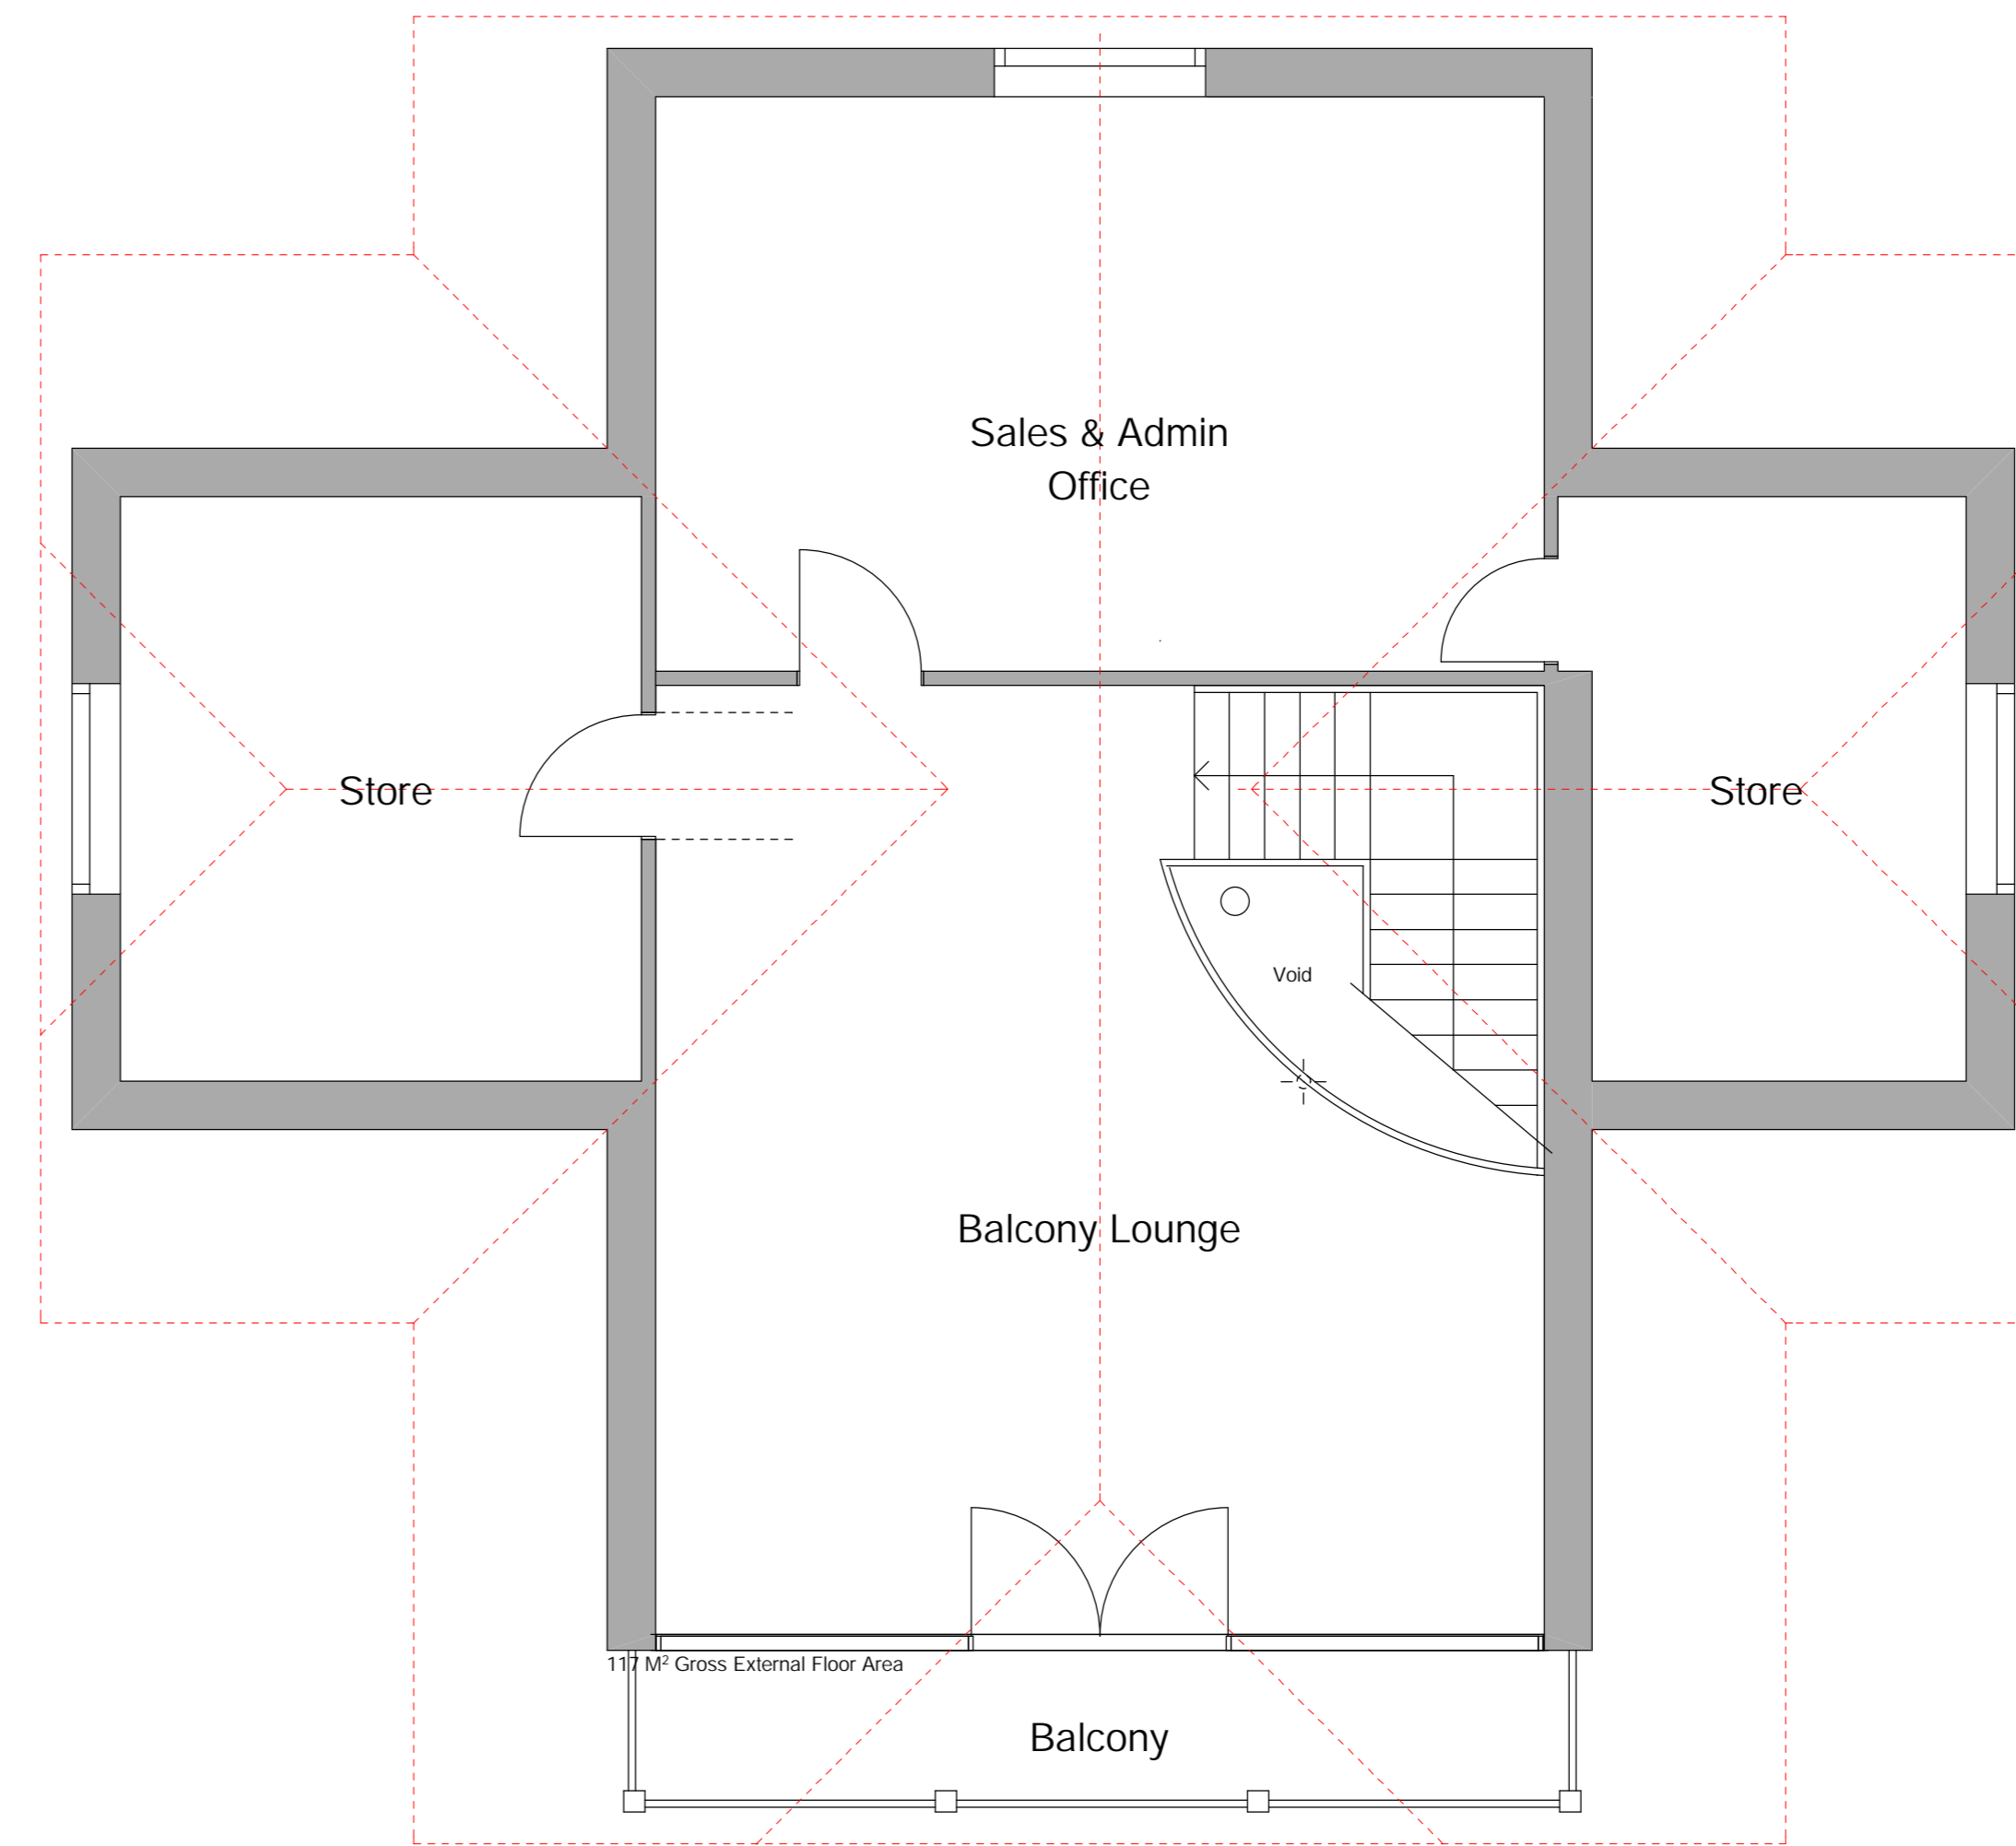 Sales & Admin
Office
Store
Store
Void
Balcony Lounge
117 M² Gross External Floor Area
Balcony